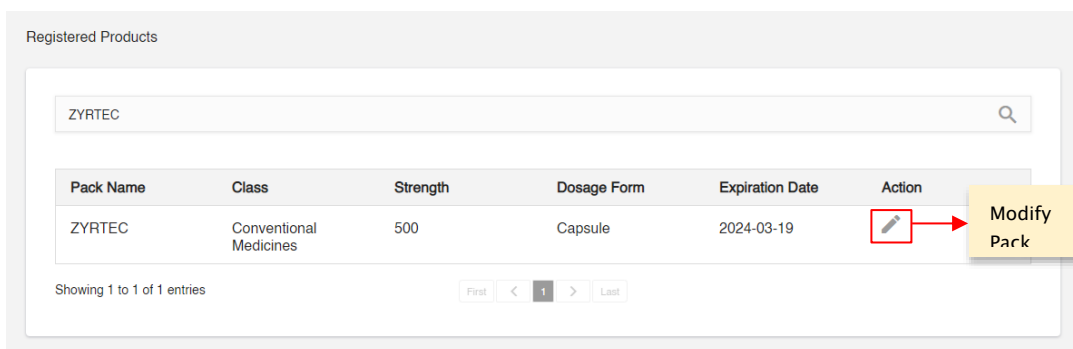 Registered Products
ZYRTEC
Pack Name Class Strength Dosage Form Expiration Date Action
ZYRTEC Conventional Medicines 500 Capsule 2024-03-19
Modify
Pack
Showing 1 to 1 of 1 entries
First < 1 > Last